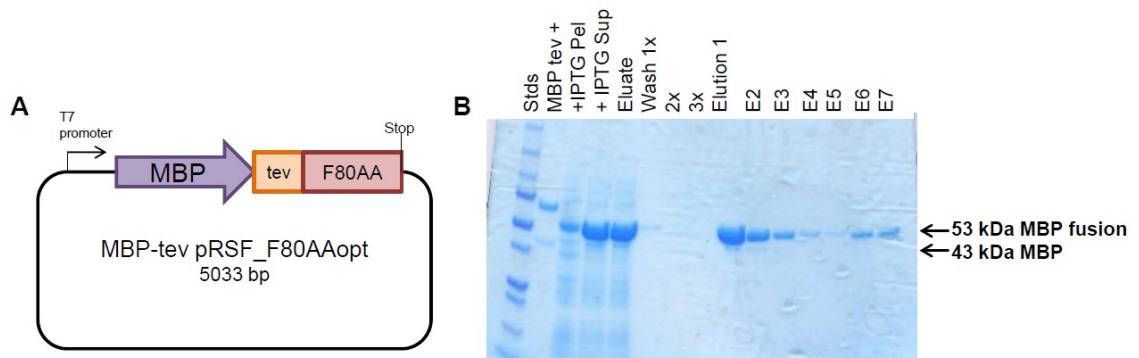 A
T7
promoter
Stop
MBP
tev
F80AA
MBP-tev pRSF_F80AAopt
5033 bp
B
Stds
MBP tev +
+IPTG Pel
+ IPTG Sup
Eluate
Wash 1x
2x
3x
Elution 1
E2
E3
E4
E5
E6
E7
53 kDa MBP fusion
43 kDa MBP